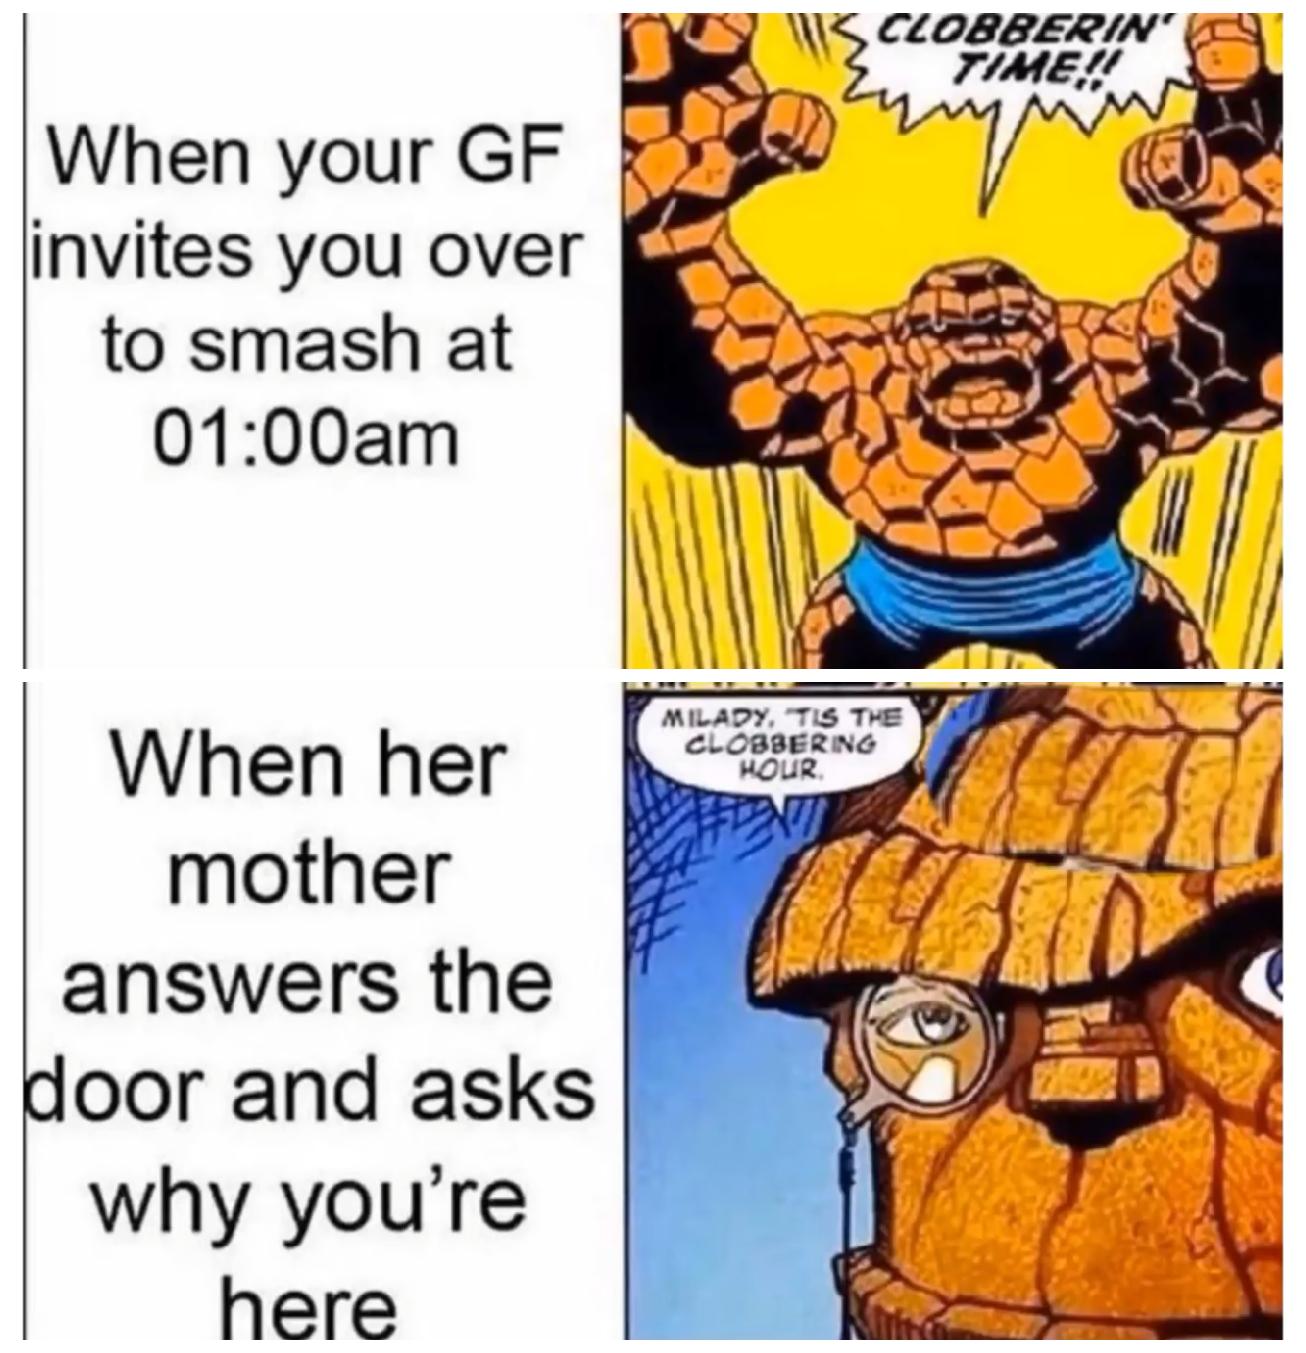 When your GF
invites you over
to smash at
01:00am
CLOBBERIN'
TIME!!
When her
mother
answers the
door and asks
why you’re
here
MILADY, 'TIS THE
CLOBBERING
HOUR.